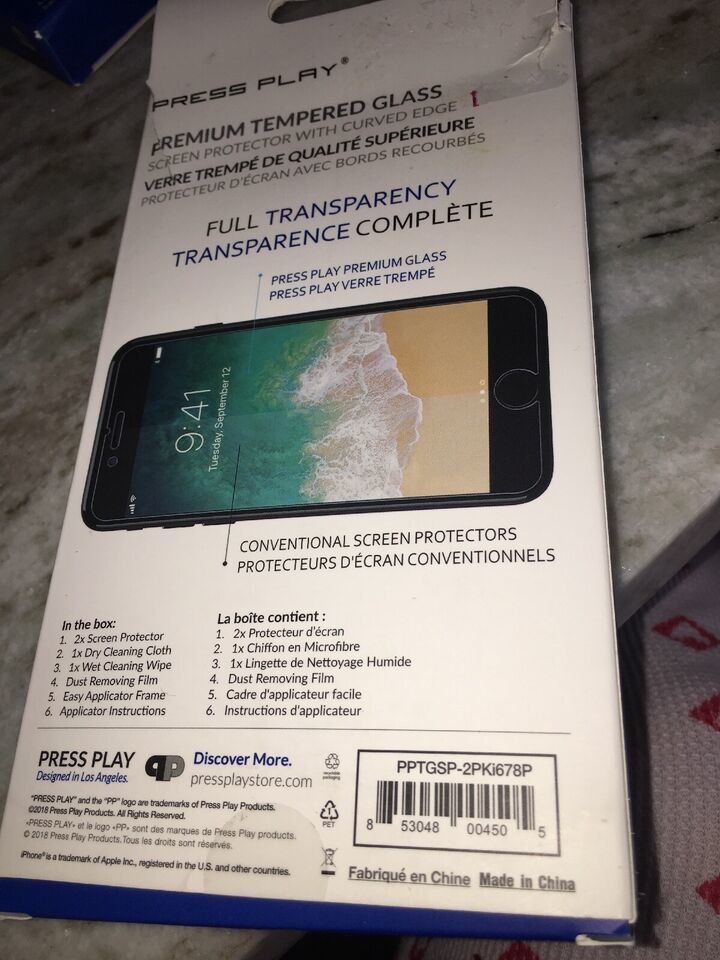 PRESS PLAY®
PREMIUM TEMPERED GLASS
SCREEN PROTECTOR WITH CURVED EDGE
VERRE TREMPÉ DE QUALITÉ SUPÉRIEURE
PROTECTEUR D'ÉCRAN AVEC BORDS RECOURBÉS
FULL TRANSPARENCY
TRANSPARENCE COMPLÈTE
PRESS PLAY PREMIUM GLASS
PRESS PLAY VERRE TREMPÉ
9:41
Tuesday, September 12
CONVENTIONAL SCREEN PROTECTORS
PROTECTEURS D'ÉCRAN CONVENTIONNELS
In the box:
1. 2x Screen Protector
2. 1x Dry Cleaning Cloth
3. 1x Wet Cleaning Wipe
4. Dust Removing Film
5. Easy Applicator Frame
6. Applicator Instructions
La boîte contient :
1. 2x Protecteur d'écran
2. 1x Chiffon en Microfibre
3. 1x Lingette de Nettoyage Humide
4. Dust Removing Film
5. Cadre d'applicateur facile
6. Instructions d'applicateur
PRESS PLAY
Designed in Los Angeles.
Discover More.
pressplaystore.com
recyclable
packaging
PET
"PRESS PLAY" and the "PP" logo are trademarks of Press Play Products.
©2018 Press Play Products. All Rights Reserved.
«PRESS PLAY» et le logo «PP» sont des marques de Press Play products.
© 2018 Press Play Products. Tous les droits sont réservés.
iPhone® is a trademark of Apple Inc., registered in the U.S. and other countries.
PPTGSP-2PKi678P
8 53048 00450 5
Fabriqué en Chine Made in China